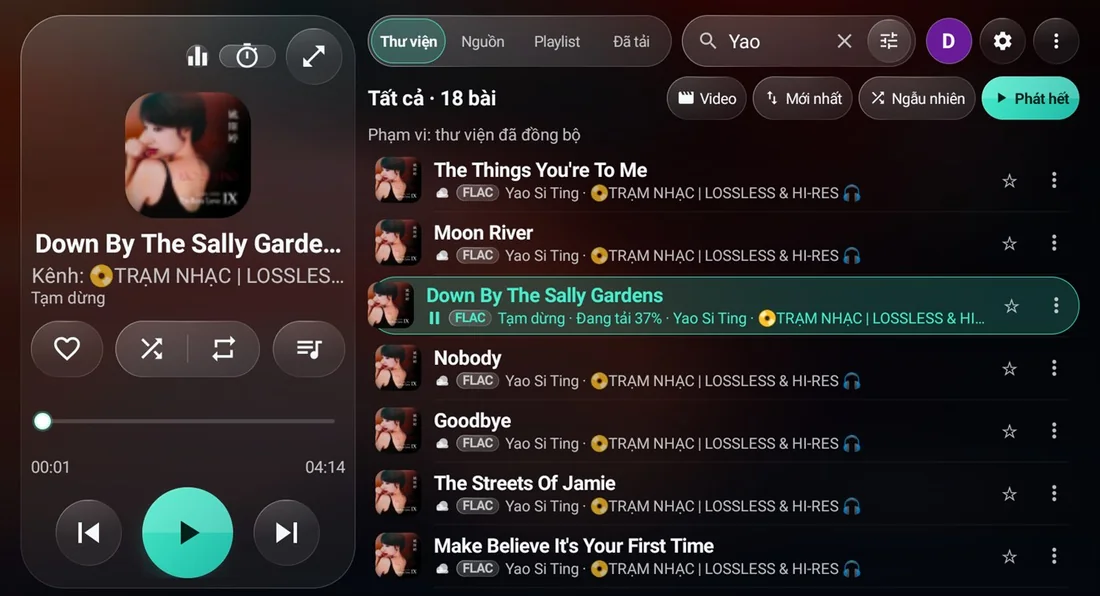 Down By The Sally Garde...
Kênh: 📀TRẠM NHẠC | LOSSLES...
Tạm dừng
00:01
04:14
Thư viện
Nguồn
Playlist
Đã tải
Yao
D
Tất cả · 18 bài
Video
Mới nhất
Ngẫu nhiên
Phát hết
Phạm vi: thư viện đã đồng bộ
The Things You're To Me
FLAC Yao Si Ting · 📀TRẠM NHẠC | LOSSLESS & HI-RES 🎧
Moon River
FLAC Yao Si Ting · 📀TRẠM NHẠC | LOSSLESS & HI-RES 🎧
Down By The Sally Gardens
FLAC Tạm dừng · Đang tải 37% · Yao Si Ting · 📀TRẠM NHẠC | LOSSLESS & HI...
Nobody
FLAC Yao Si Ting · 📀TRẠM NHẠC | LOSSLESS & HI-RES 🎧
Goodbye
FLAC Yao Si Ting · 📀TRẠM NHẠC | LOSSLESS & HI-RES 🎧
The Streets Of Jamie
FLAC Yao Si Ting · 📀TRẠM NHẠC | LOSSLESS & HI-RES 🎧
Make Believe It's Your First Time
FLAC Yao Si Ting · 📀TRẠM NHẠC | LOSSLESS & HI-RES 🎧